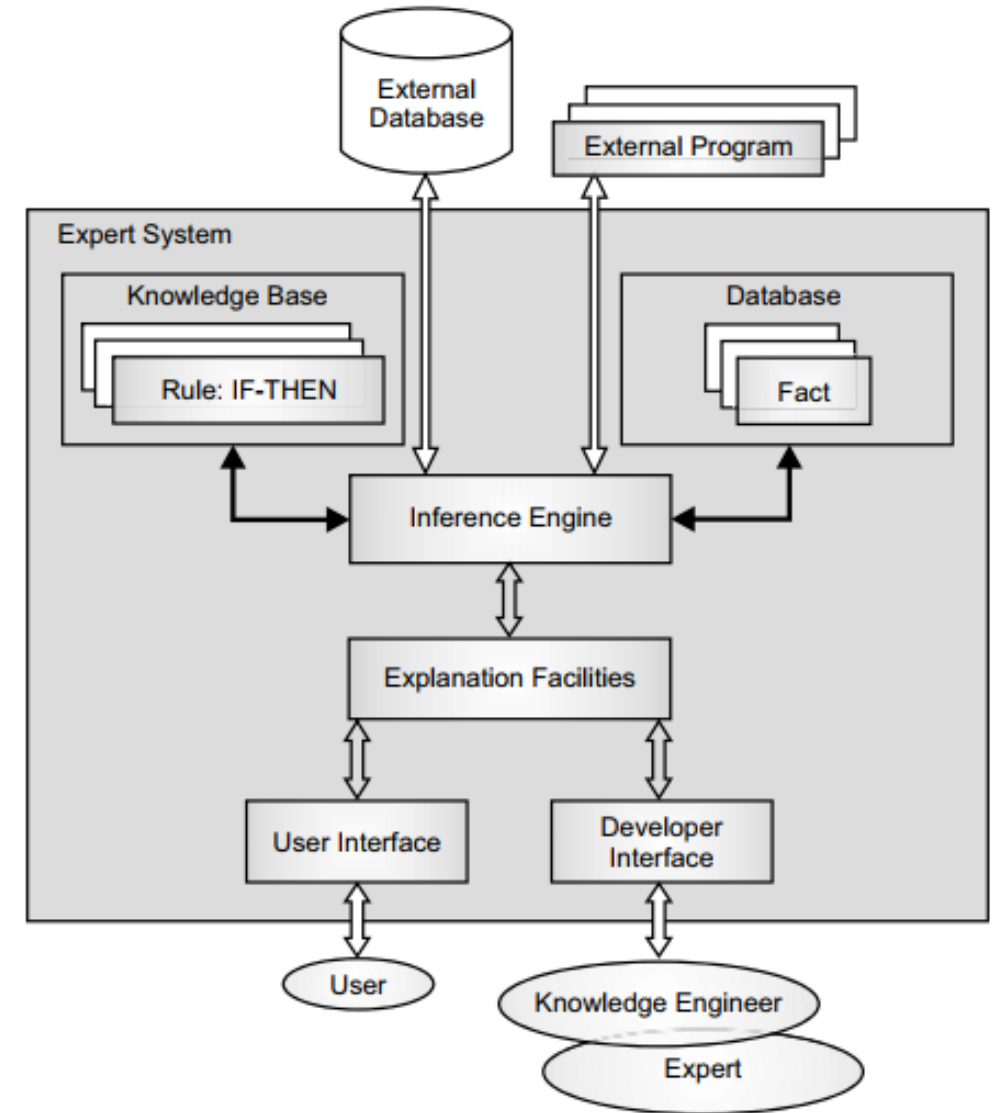 External
Database
External Program
Expert System
Knowledge Base
Rule: IF-THEN
Database
Fact
Inference Engine
Explanation Facilities
User Interface
Developer
Interface
User
Knowledge Engineer
Expert